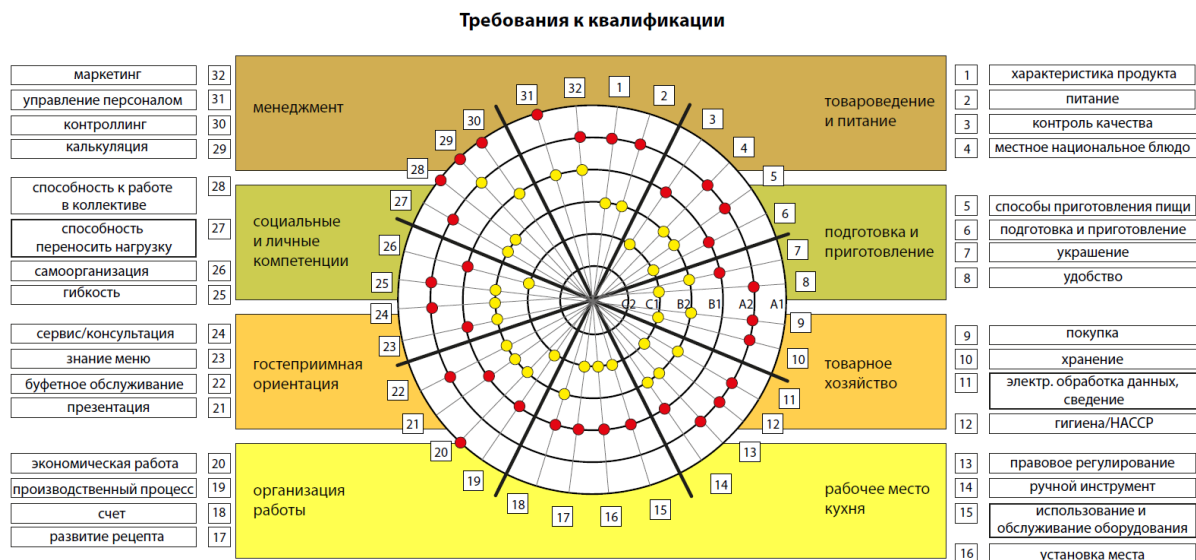 Требования к квалификации
маркетинг 32
управление персоналом 31
контроллинг 30
калькуляция 29
способность к работе
в коллективе 28
способность
переносить нагрузку 27
самоорганизация 26
гибкость 25
сервис/консультация 24
знание меню 23
буфетное обслуживание 22
презентация 21
экономическая работа 20
производственный процесс 19
счет 18
развитие рецепта 17
менеджмент
социальные
и личные
компетенции
гостеприимная
ориентация
организация
работы
31 32 1 2
30 3
29 4
28 5
27 6
26 7
25 8
C2 C1 B2 B1 A2 A1
24 9
23 10
22 11
21 12
20 13
19 14
18 17 16 15
товароведение
и питание
подготовка и
приготовление
товарное
хозяйство
рабочее место
кухня
1 характеристика продукта
2 питание
3 контроль качества
4 местное национальное блюдо
5 способы приготовления пищи
6 подготовка и приготовление
7 украшение
8 удобство
9 покупка
10 хранение
11 электр. обработка данных,
сведение
12 гигиена/НАССР
13 правовое регулирование
14 ручной инструмент
15 использование и
обслуживание оборудования
16 установка места